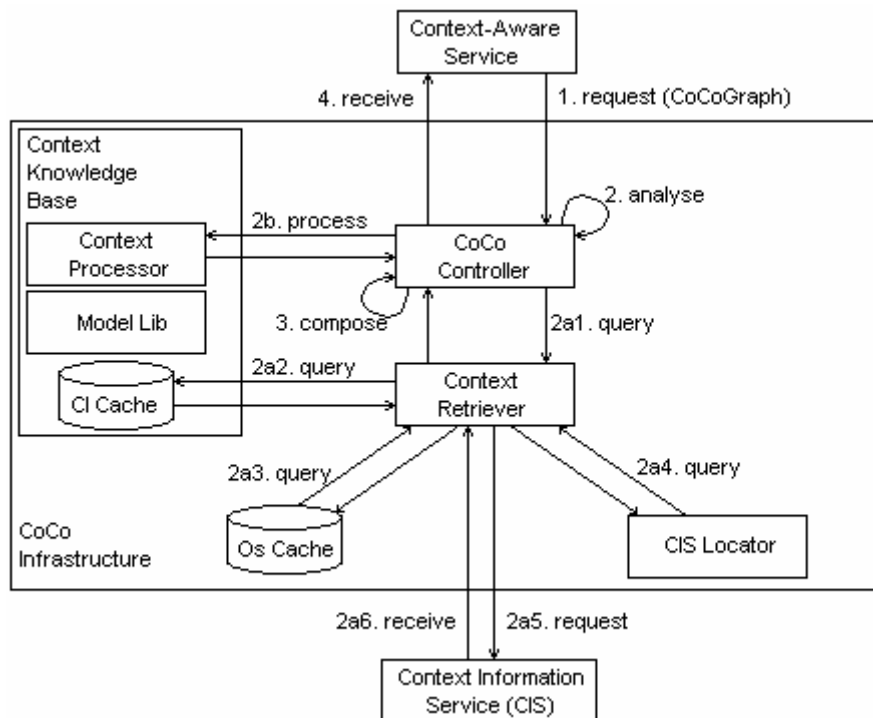 Context-Aware
Service
4. receive
1. request (CoCoGraph)
Context
Knowledge
Base
2. analyse
2b. process
Context
Processor
CoCo
Controller
Model Lib
3. compose
2a1. query
2a2. query
CI Cache
Context
Retriever
2a3. query
2a4. query
Os Cache
CIS Locator
CoCo
Infrastructure
2a6. receive
2a5. request
Context Information
Service (CIS)